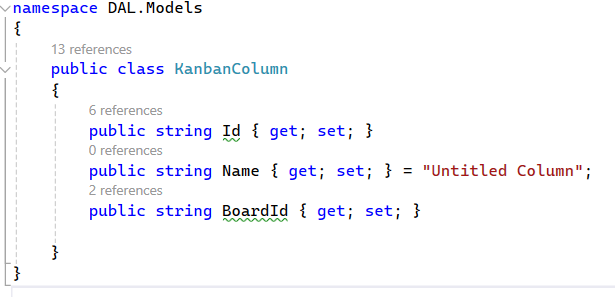 namespace DAL.Models
{
13 references
public class KanbanColumn
{
6 references
public string Id { get; set; }
0 references
public string Name { get; set; } = "Untitled Column";
2 references
public string BoardId { get; set; }
}
}